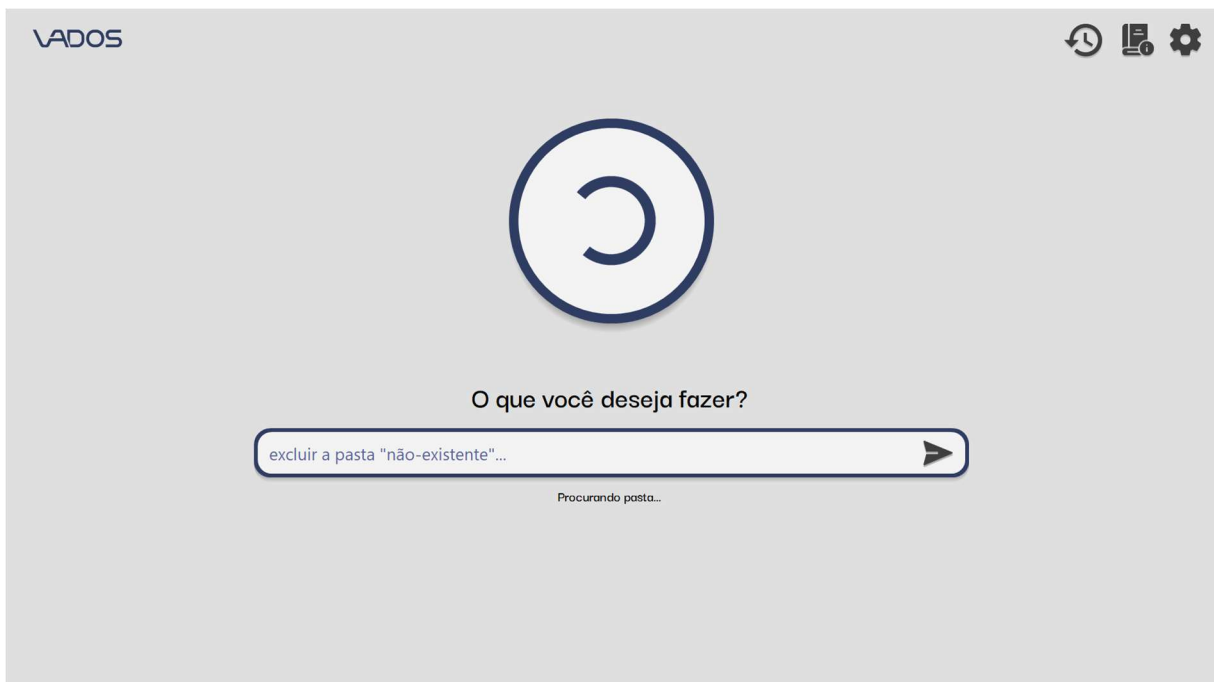 VADOS
O que você deseja fazer?
excluir a pasta "não-existente"...
Procurando pasta...